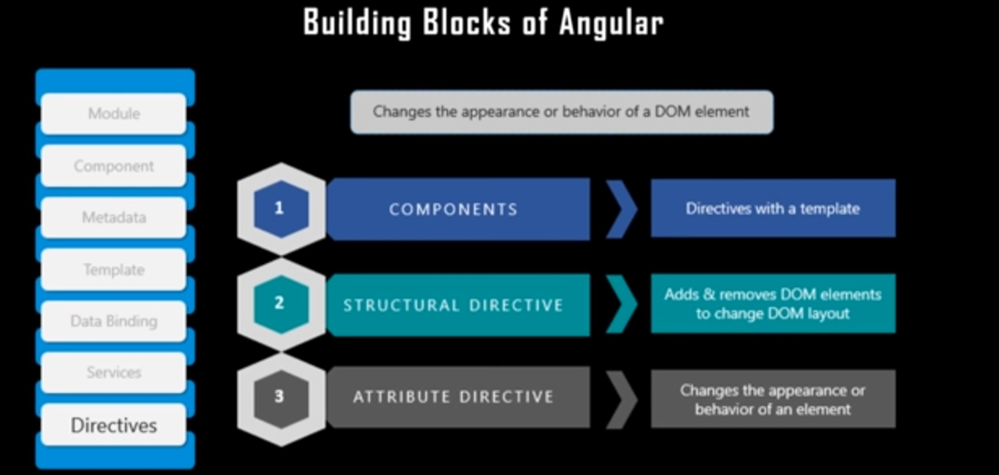 Building Blocks of Angular
Module
Component
Metadata
Template
Data Binding
Services
Directives
Changes the appearance or behavior of a DOM element
1
COMPONENTS
Directives with a template
2
STRUCTURAL DIRECTIVE
Adds & removes DOM elements
to change DOM layout
3
ATTRIBUTE DIRECTIVE
Changes the appearance or
behavior of an element